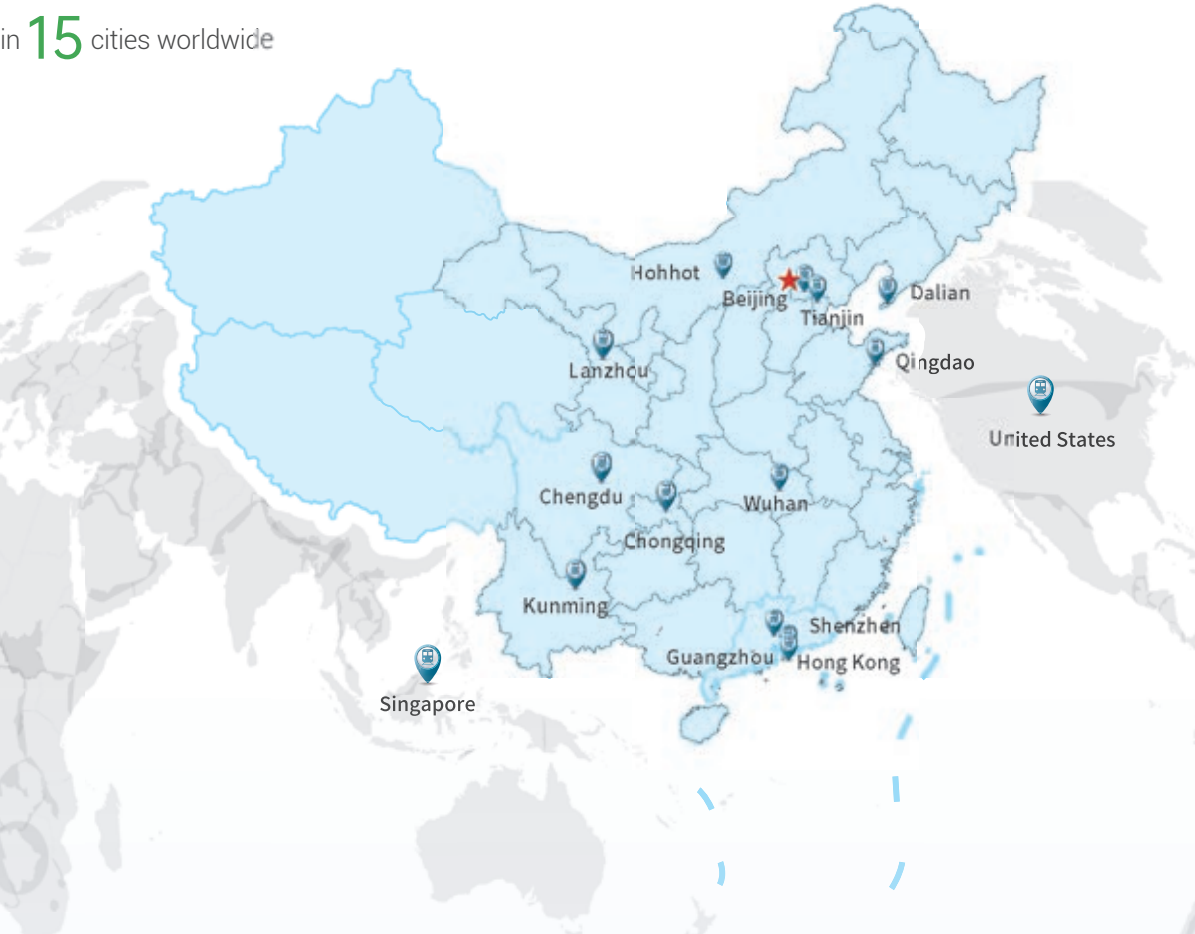 in 15 cities worldwide
Hohhot
Beijing
Tianjin
Dalian
Lanzhou
Qingdao
United States
Chengdu
Wuhan
Chongqing
Kunming
Shenzhen
Guangzhou
Hong Kong
Singapore